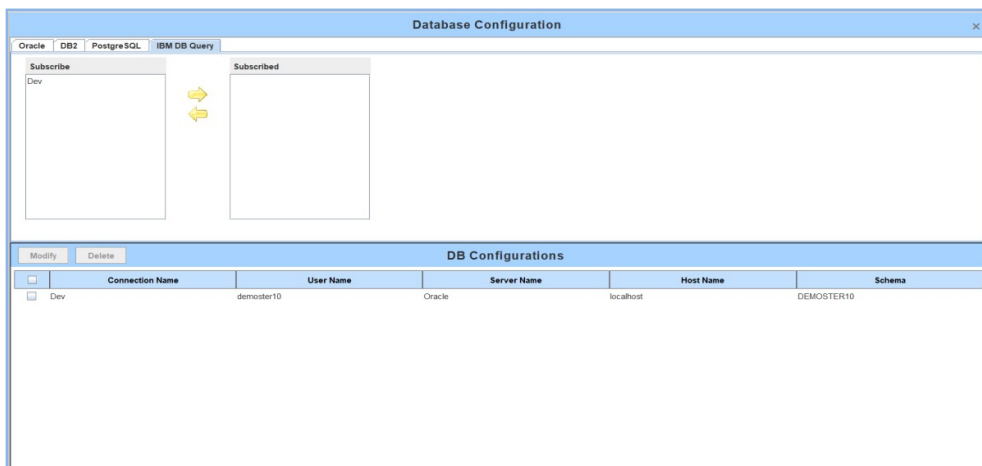 Database Configuration ×
Oracle DB2 PostgreSQL IBM DB Query
Subscribe Subscribed
Dev
Modify Delete DB Configurations
Connection Name User Name Server Name Host Name Schema
Dev demoster10 Oracle localhost DEMOSTER10